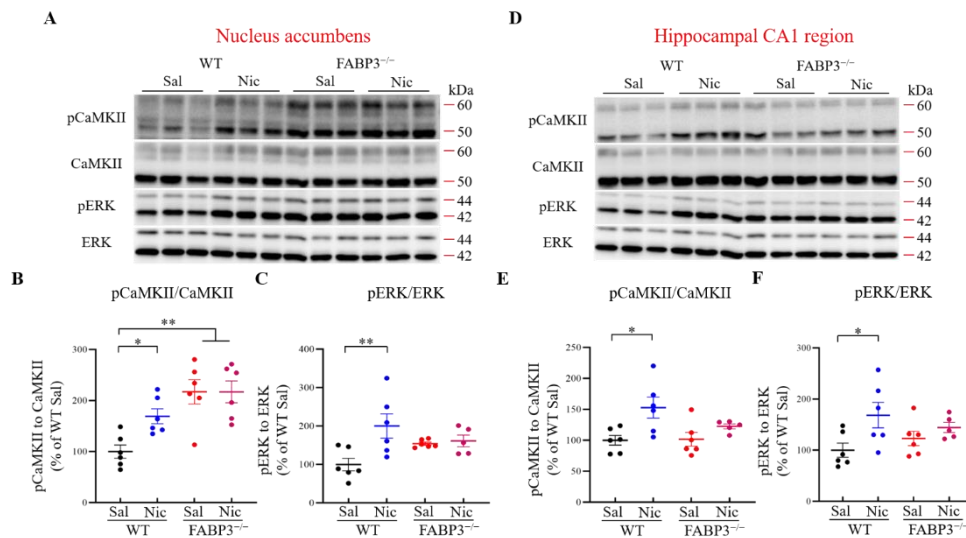 A
Nucleus accumbens
WT
FABP3⁻/⁻
Sal
Nic
Sal
Nic
kDa
pCaMKII
60
50
CaMKII
60
50
pERK
44
42
ERK
44
42
D
Hippocampal CA1 region
WT
FABP3⁻/⁻
Sal
Nic
Sal
Nic
kDa
pCaMKII
60
50
CaMKII
60
50
pERK
44
42
ERK
44
42
B
pCaMKII/CaMKII
pCaMKII to CaMKII
(% of WT Sal)
300
200
100
0
*
**
Sal Nic Sal Nic
WT FABP3⁻/⁻
C
pERK/ERK
pERK to ERK
(% of WT Sal)
400
300
200
100
0
**
Sal Nic Sal Nic
WT FABP3⁻/⁻
E
pCaMKII/CaMKII
pCaMKII to CaMKII
(% of WT Sal)
250
200
150
100
50
0
*
Sal Nic Sal Nic
WT FABP3⁻/⁻
F
pERK/ERK
pERK to ERK
(% of WT Sal)
300
200
100
0
*
Sal Nic Sal Nic
WT FABP3⁻/⁻